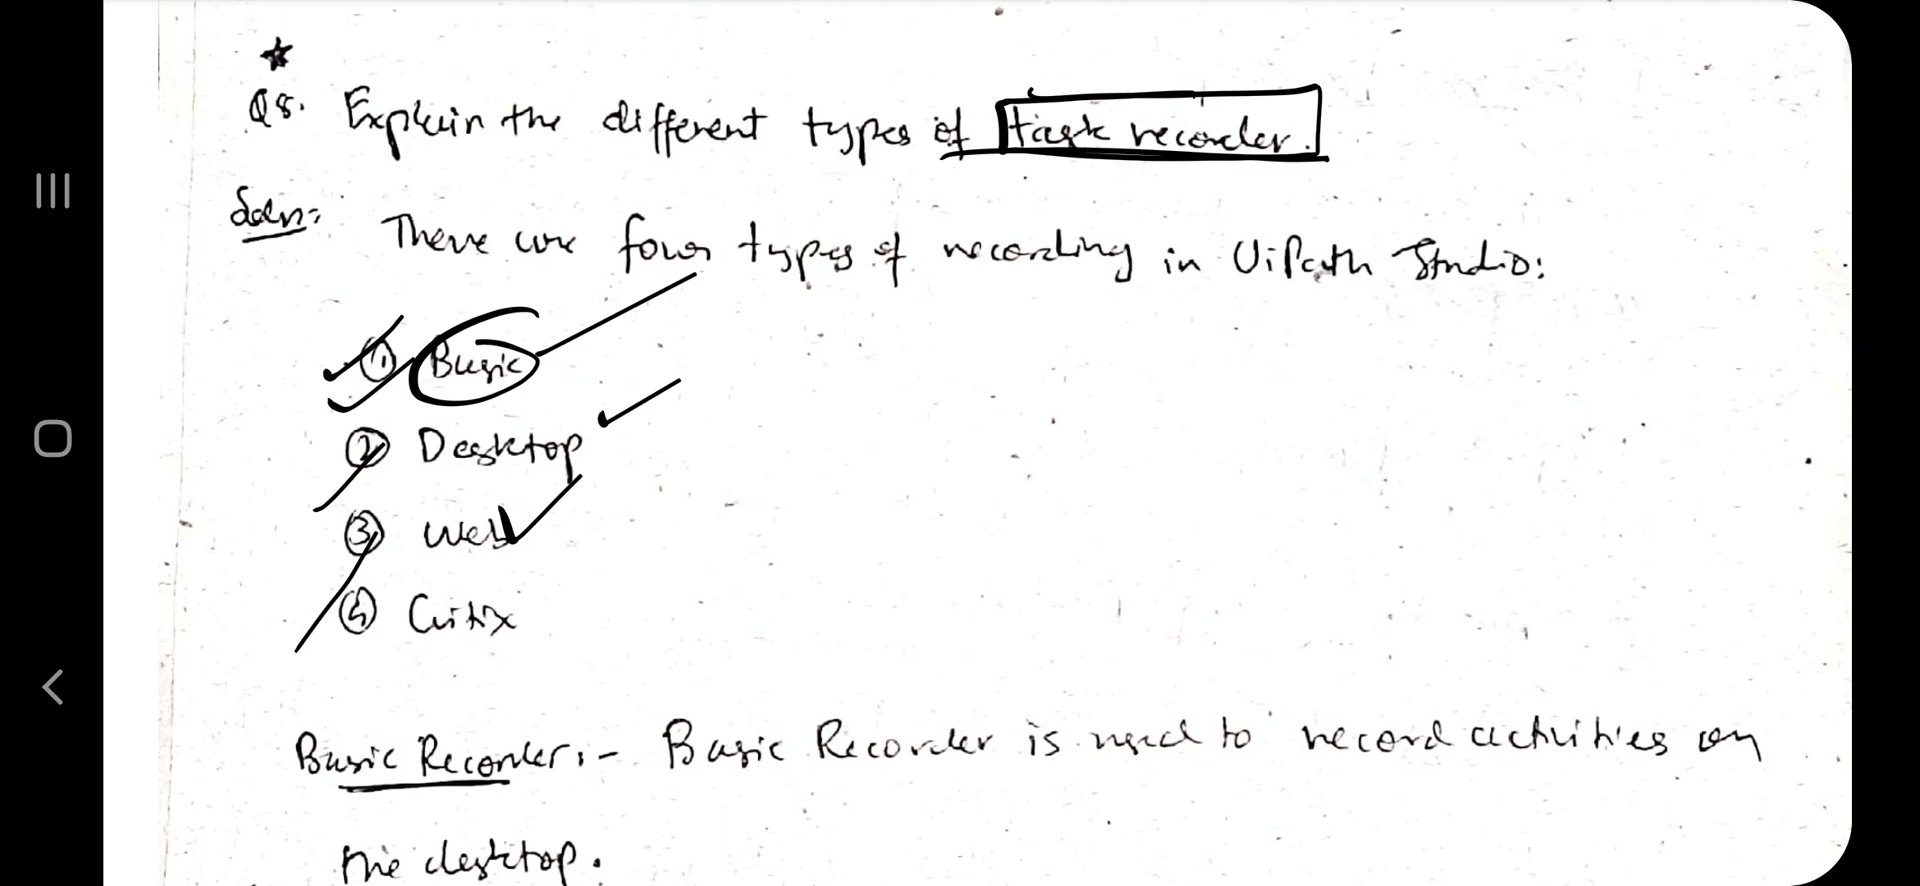 Q8. Explain the different types of task recorder.
Soln:
There are four types of recording in UiPath Studio:
① Basic
② Desktop
③ Web
④ Citrix
Basic Recorder:- Basic Recorder is used to record activities on
the desktop.